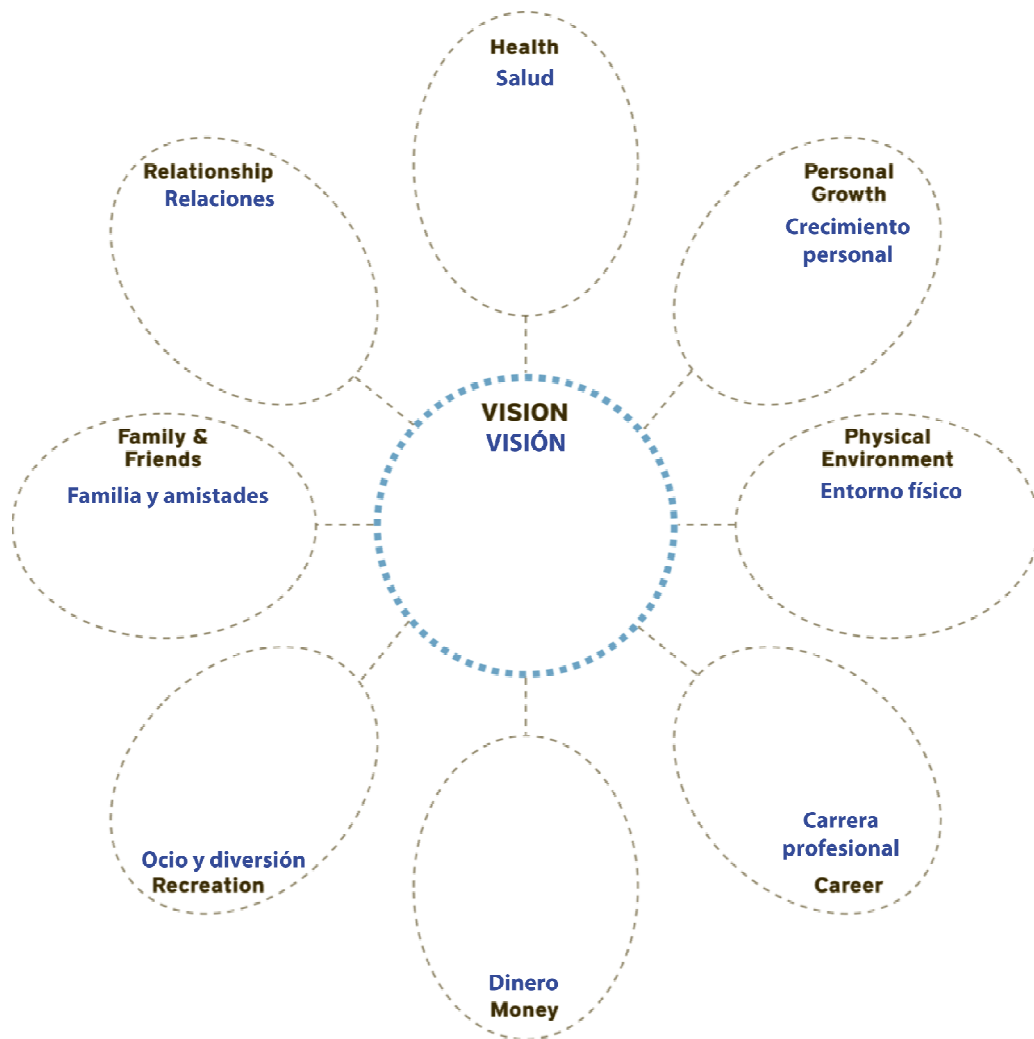 Health
Salud
Relationship
Relaciones
Personal
Growth
Crecimiento
personal
VISION
VISIÓN
Family &
Friends
Familia y amistades
Physical
Environment
Entorno físico
Ocio y diversión
Recreation
Carrera
profesional
Career
Dinero
Money